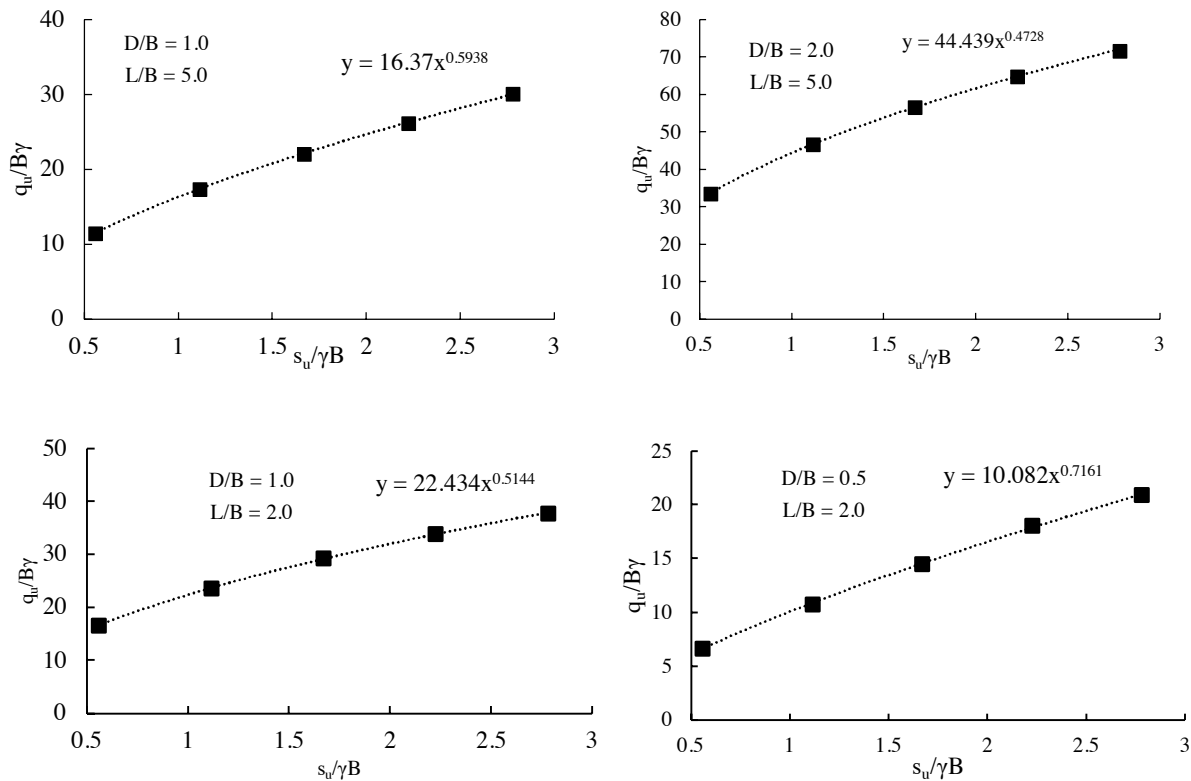 40
D/B = 1.0
L/B = 5.0
y = 16.37x^0.5938
30
20
10
0
q_u/Bγ
0.5 1 1.5 2 2.5 3
s_u/γB
80
D/B = 2.0
L/B = 5.0
y = 44.439x^0.4728
70
60
50
40
30
20
10
0
q_u/Bγ
0.5 1 1.5 2 2.5 3
s_u/γB
50
D/B = 1.0
L/B = 2.0
y = 22.434x^0.5144
40
30
20
10
0
q_u/Bγ
0.5 1 1.5 2 2.5 3
s_u/γB
25
D/B = 0.5
L/B = 2.0
y = 10.082x^0.7161
20
15
10
5
0
q_u/Bγ
0.5 1 1.5 2 2.5 3
s_u/γB